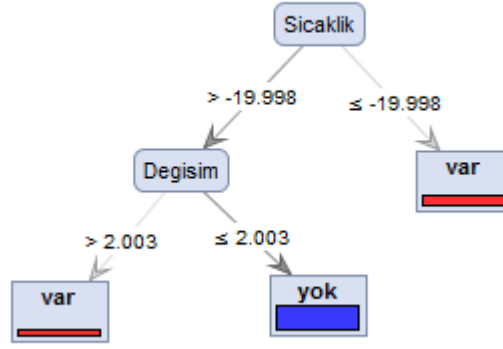 Sicaklik
> -19.998
≤ -19.998
Degisim
var
> 2.003
≤ 2.003
var
yok